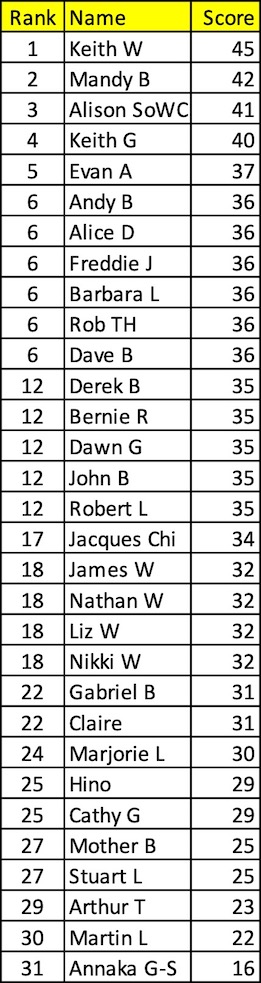 Rank Name Score
1 Keith W 45
2 Mandy B 42
3 Alison SoWC 41
4 Keith G 40
5 Evan A 37
6 Andy B 36
6 Alice D 36
6 Freddie J 36
6 Barbara L 36
6 Rob TH 36
6 Dave B 36
12 Derek B 35
12 Bernie R 35
12 Dawn G 35
12 John B 35
12 Robert L 35
17 Jacques Chi 34
18 James W 32
18 Nathan W 32
18 Liz W 32
18 Nikki W 32
22 Gabriel B 31
22 Claire 31
24 Marjorie L 30
25 Hino 29
25 Cathy G 29
27 Mother B 25
27 Stuart L 25
29 Arthur T 23
30 Martin L 22
31 Annaka G-S 16